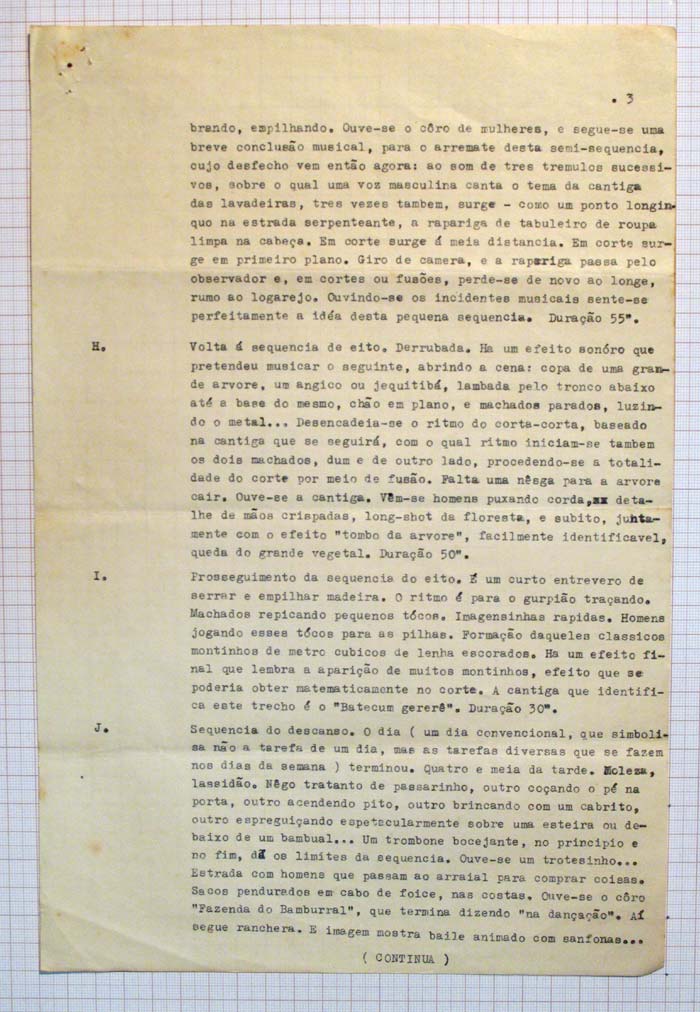 . 3
brando, empilhando. Ouve-se o côro de mulheres, e segue-se uma
breve conclusão musical, para o arremate desta semi-sequencia,
cujo desfecho vem então agora: ao som de tres tremulos sucessi-
vos, sobre o qual uma voz masculina canta o tema da cantiga
das lavadeiras, tres vezes tambem, surge - como um ponto longin-
quo na estrada serpenteante, a rapariga de taboleiro de roupa
limpa na cabeça. Em corte surge á meia distancia. Em corte sur-
ge em primeiro plano. Giro de camera, e a rapariga passa pelo
observador e, em cortes ou fusões, perde-se de novo ao longe,
rumo ao logarejo. Ouvindo-se os incidentes musicais sente-se
perfeitamente a idéa desta pequena sequencia. Duração 55".
H. Volta á sequencia de eito. Derrubada. Ha um efeito sonóro que
pretendeu musicar o seguinte, abrindo a cena: copa de uma gran-
de arvore, um angico ou jequitibá, lambada pelo tronco abaixo
até a base do mesmo, chão em plano, e machados parados, luzin-
do o metal... Desencadeia-se o ritmo do corta-corta, baseado
na cantiga que se seguirá, com o qual ritmo iniciam-se tambem
os dois machados, dum e de outro lado, procedendo-se a totali-
dade do corte por meio de fusão. Falta uma nêsga para a arvore
cair. Ouve-se a cantiga. Vêm-se homens puxando corda, deta-
lhe de mãos crispadas, long-shot da floresta, e subito, junta-
mente com o efeito "tombo da arvore", facilmente identificavel,
queda do grande vegetal. Duração 50".
I. Prosseguimento da sequencia do eito. É um curto entrevero de
serrar e empilhar madeira. O ritmo é para o gurpião traçando.
Machados repicando pequenos tócos. Imagensinhas rapidas. Homens
jogando esses tócos para as pilhas. Formação daqueles classicos
montinhos de metro cubicos de lenha escorados. Ha um efeito fi-
nal que lembra a aparição de muitos montinhos, efeito que se
poderia obter matematicamente no corte. A cantiga que identifi-
ca este trecho é o "Batecum gererê". Duração 30".
J. Sequencia do descanso. O dia ( um dia convencional, que simboli-
sa não a tarefa de um dia, mas as tarefas diversas que se fazem
nos dias da semana ) terminou. Quatro e meia da tarde. Moleza,
lassidão. Nêgo tratanto de passarinho, outro coçando o pé na
porta, outro acendendo pito, outro brincando com um cabrito,
outro espreguiçando espetacularmente sobre uma esteira ou de-
baixo de um bambual... Um trombone bocejante, no principio e
no fim, dá os limites da sequencia. Ouve-se um trotesinho...
Estrada com homens que passam ao arraial para comprar coisas.
Sacos pendurados em cabo de foice, nas costas. Ouve-se o côro
"Fazenda do Bamburral", que termina dizendo "na dançação". Aí
segue ranchera. E imagem mostra baile animado com sanfonas...
( CONTINUA )